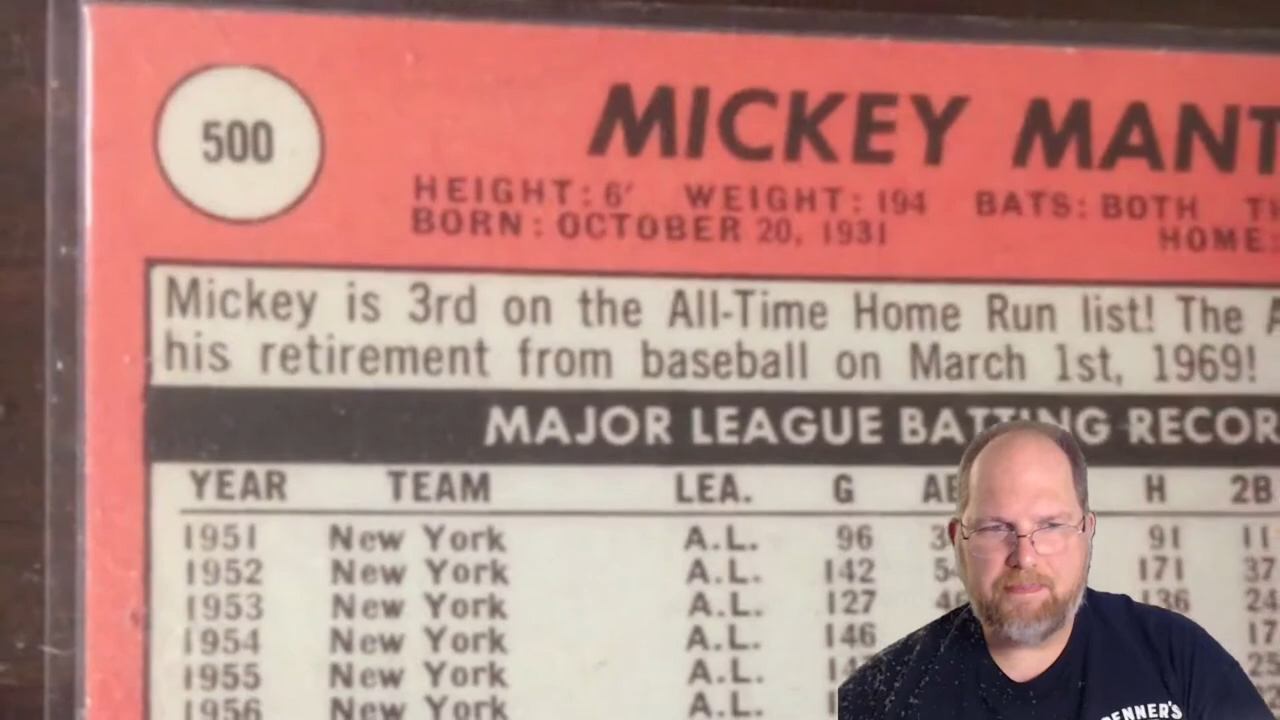 500
MICKEY MANT
HEIGHT: 6' WEIGHT: 194 BATS: BOTH
BORN: OCTOBER 20, 1931
HOME:
Mickey is 3rd on the All-Time Home Run list! The
his retirement from baseball on March 1st, 1969!
MAJOR LEAGUE BATTING RECOR
YEAR TEAM LEA. G AB H 2B
1951 New York A.L. 96 91 11
1952 New York A.L. 142 171 37
1953 New York A.L. 127 136 24
1954 New York A.L. 146 17
1955 New York A.L.
1956 New York A.L.
ENNER'S